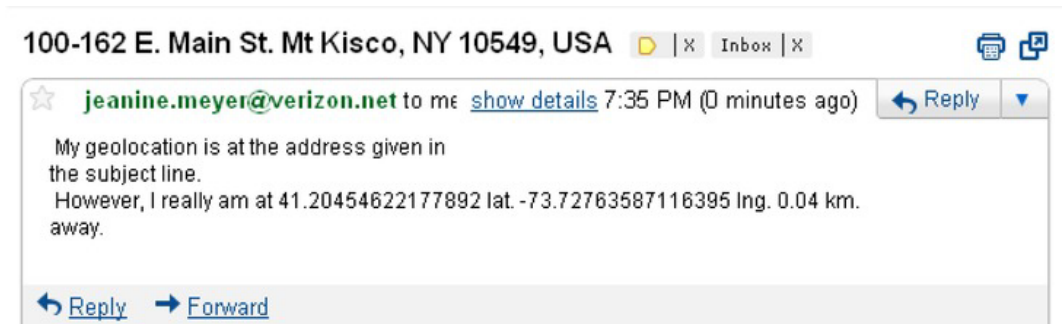 100-162 E. Main St. Mt Kisco, NY 10549, USA | X Inbox | X
jeanine.meyer@verizon.net to me show details 7:35 PM (0 minutes ago) Reply
My geolocation is at the address given in
the subject line.
However, I really am at 41.20454622177892 lat. -73.72763587116395 lng. 0.04 km.
away.
Reply Forward